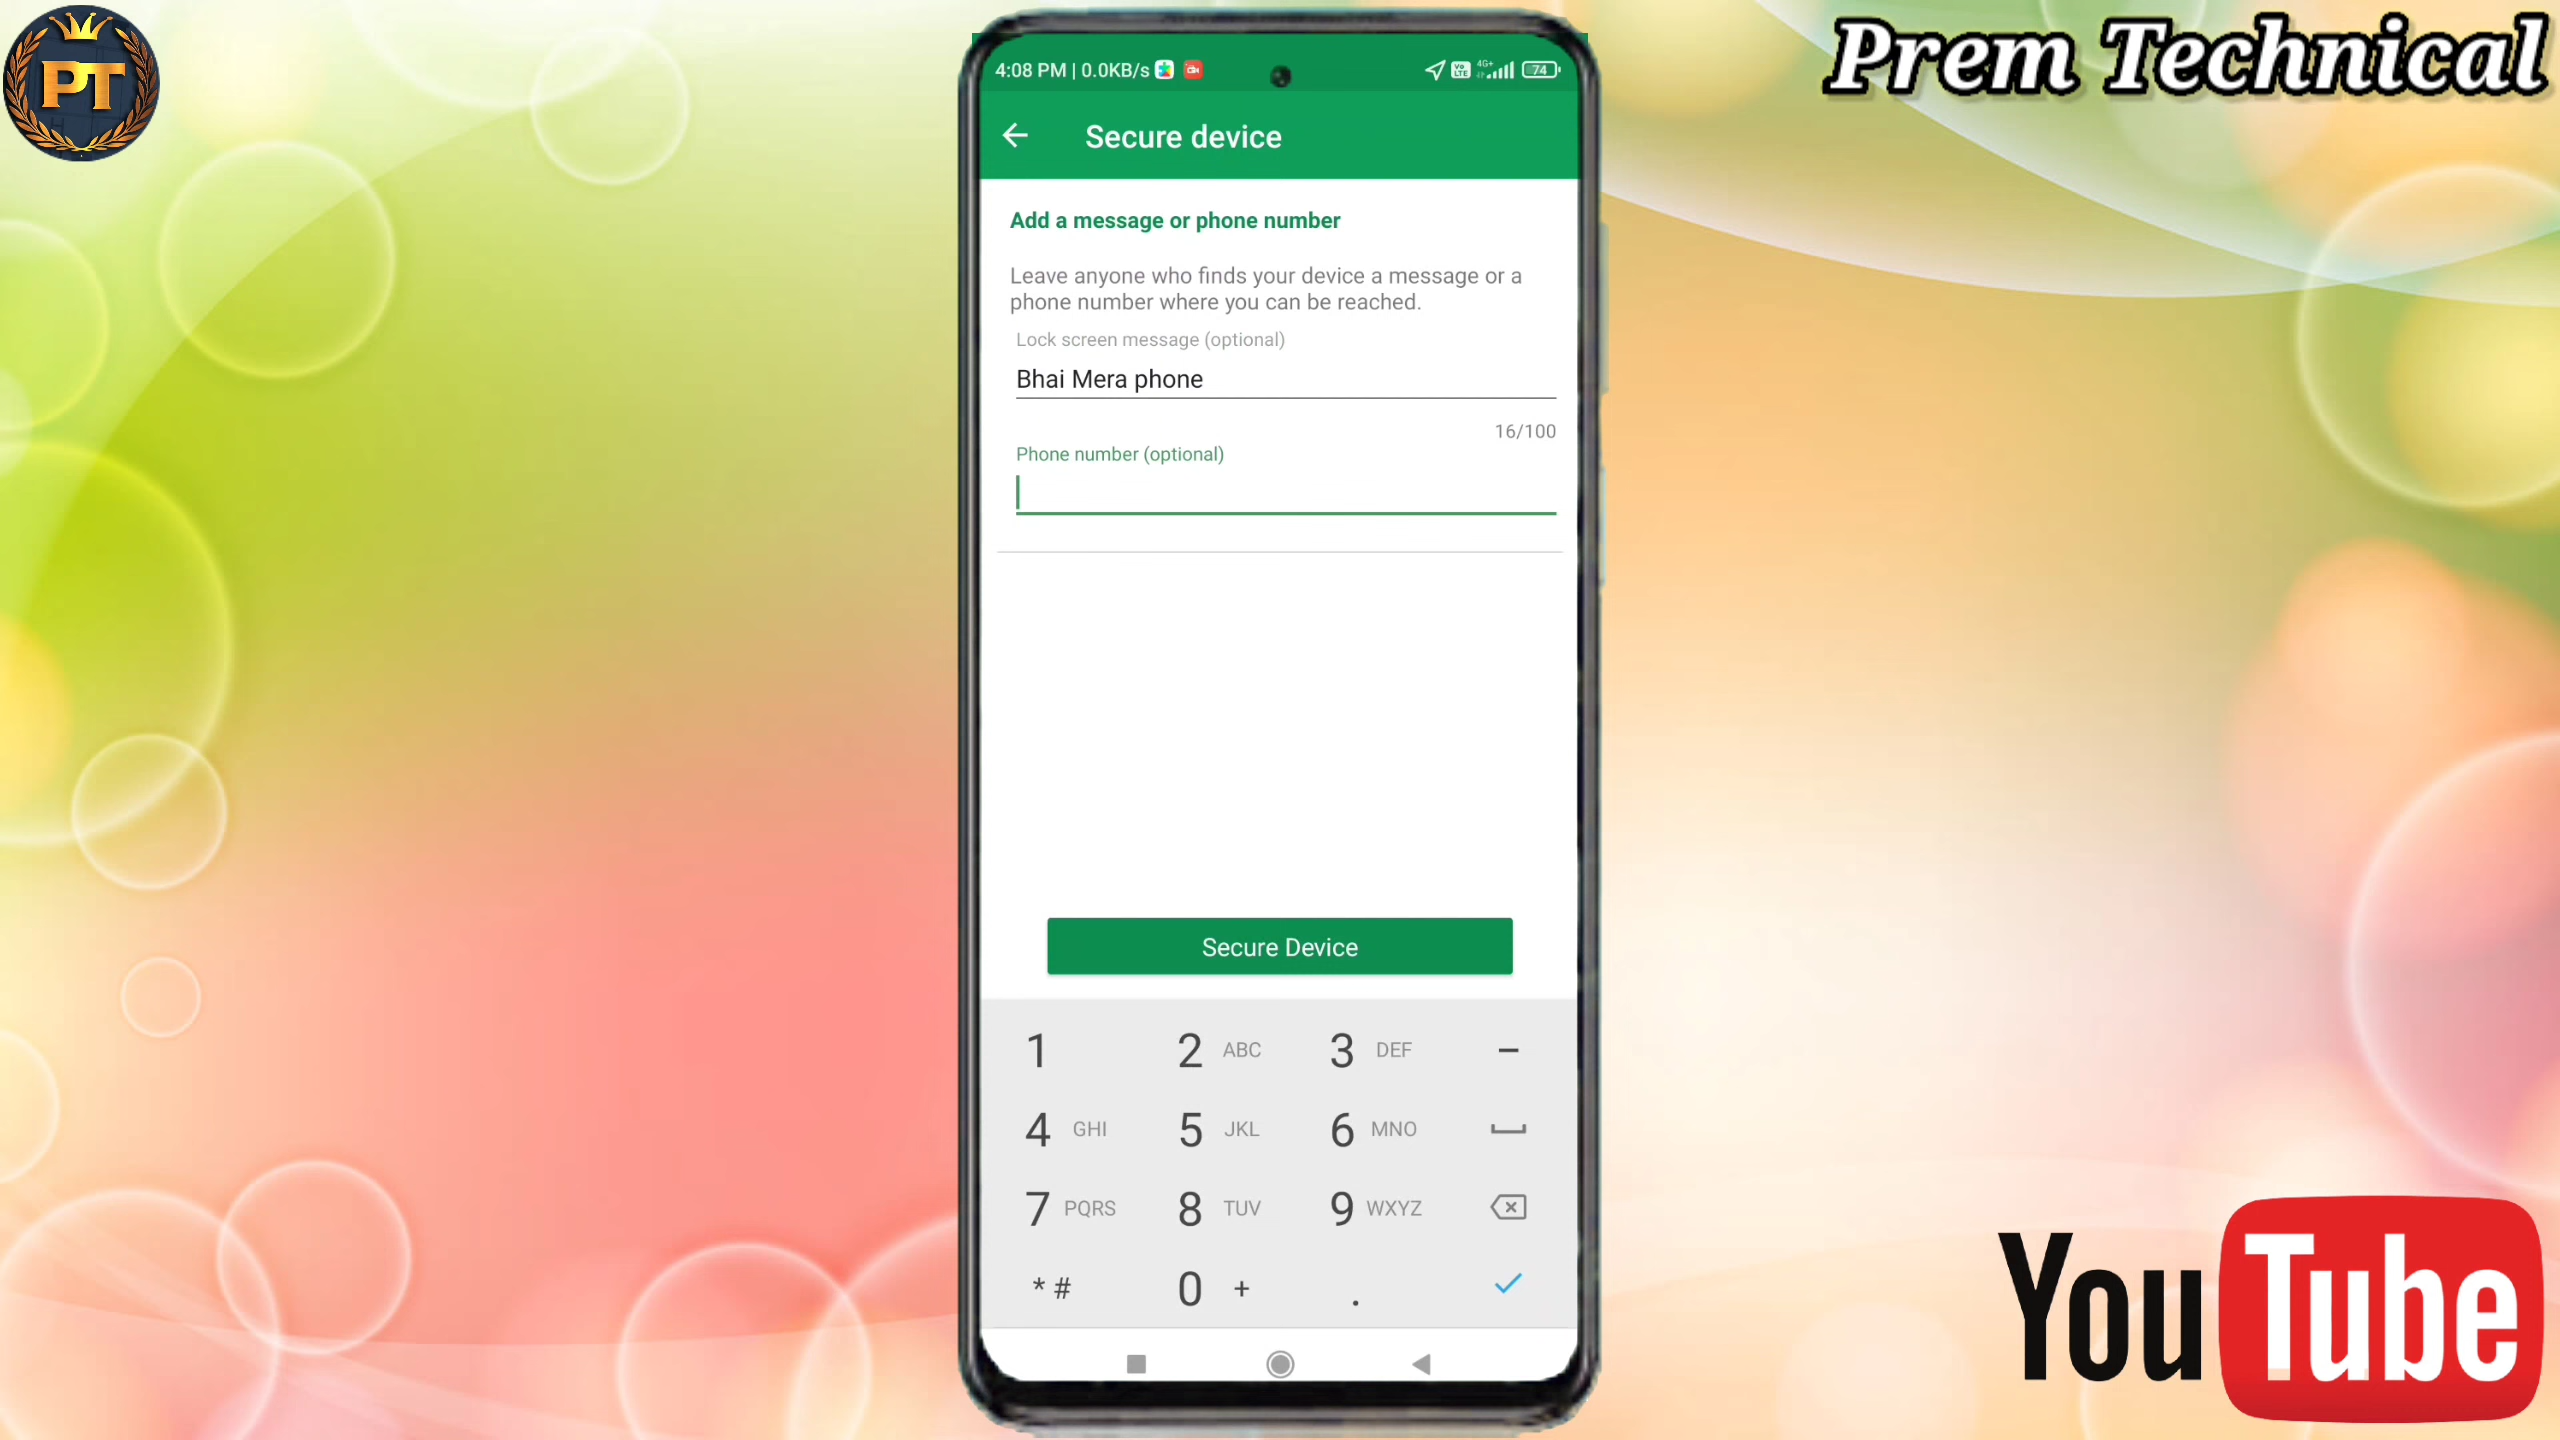 PT
Prem Technical
4:08 PM | 0.0KB/s
Vo LTE 4G+ 74
Secure device
Add a message or phone number
Leave anyone who finds your device a message or a
phone number where you can be reached.
Lock screen message (optional)
Bhai Mera phone
16/100
Phone number (optional)
Secure Device
1 2 ABC 3 DEF –
4 GHI 5 JKL 6 MNO
7 PQRS 8 TUV 9 WXYZ
* # 0 + .
YouTube